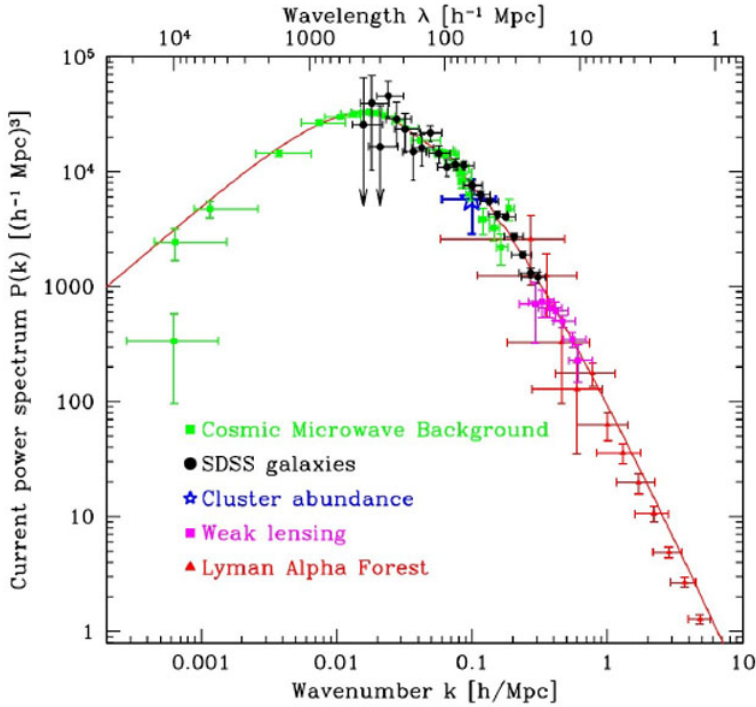 Wavelength λ [h⁻¹ Mpc]
10⁴ 1000 100 10 1
Current power spectrum P(k) [(h⁻¹ Mpc)³]
10⁵
10⁴
1000
100
10
1
Cosmic Microwave Background
SDSS galaxies
Cluster abundance
Weak lensing
Lyman Alpha Forest
0.001 0.01 0.1 1 10
Wavenumber k [h/Mpc]